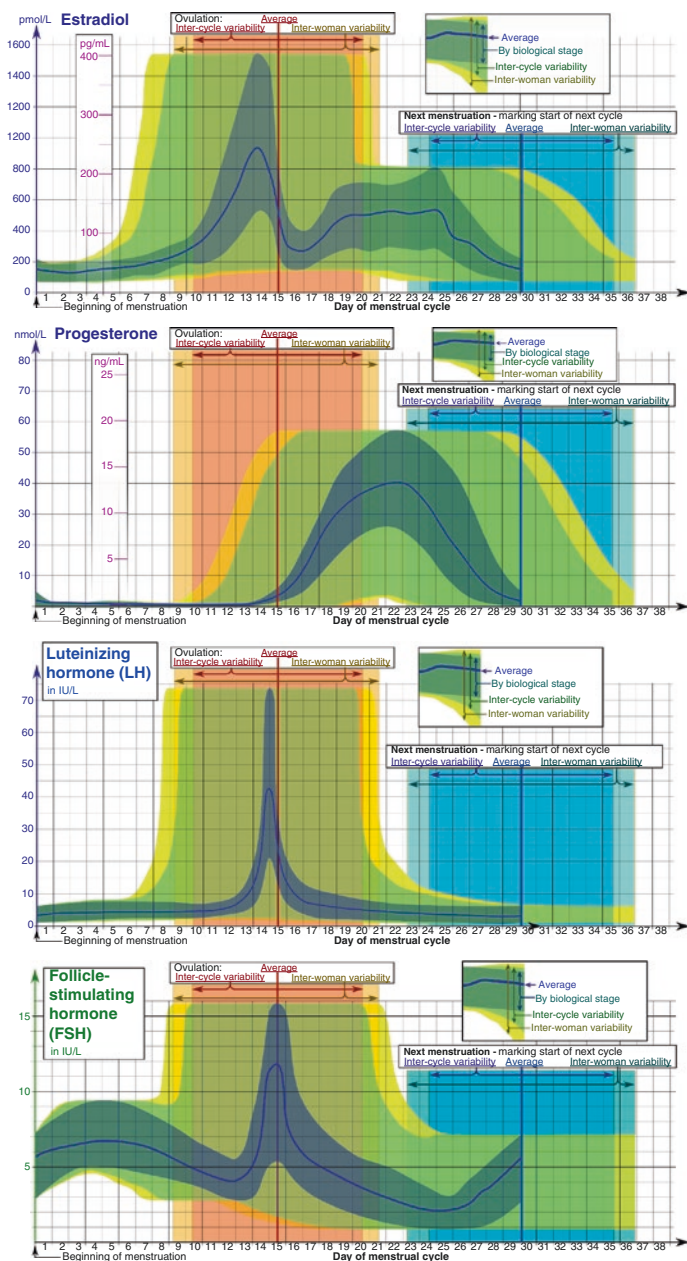 Estradiol
pmol/L
pg/mL
Ovulation: Average
Inter-cycle variability Inter-woman variability
Average
By biological stage
Inter-cycle variability
Inter-woman variability
Next menstruation - marking start of next cycle
Inter-cycle variability Average Inter-woman variability
1600
1400
1200
1000
800
600
400
200
0
400
300
200
100
1 2 3 4 5 6 7 8 9 10 11 12 13 14 15 16 17 18 19 20 21 22 23 24 25 26 27 28 29 30 31 32 33 34 35 36 37 38
Beginning of menstruation Day of menstrual cycle
Progesterone
nmol/L
ng/mL
Ovulation: Average
Inter-cycle variability Inter-woman variability
Average
By biological stage
Inter-cycle variability
Inter-woman variability
Next menstruation - marking start of next cycle
Inter-cycle variability Average Inter-woman variability
80
70
60
50
40
30
20
10
25
20
15
10
5
1 2 3 4 5 6 7 8 9 10 11 12 13 14 15 16 17 18 19 20 21 22 23 24 25 26 27 28 29 30 31 32 33 34 35 36 37 38
Beginning of menstruation Day of menstrual cycle
Luteinizing
hormone (LH)
in IU/L
Ovulation: Average
Inter-cycle variability Inter-woman variability
Average
By biological stage
Inter-cycle variability
Inter-woman variability
Next menstruation - marking start of next cycle
Inter-cycle variability Average Inter-woman variability
70
60
50
40
30
20
10
0
1 2 3 4 5 6 7 8 9 10 11 12 13 14 15 16 17 18 19 20 21 22 23 24 25 26 27 28 29 30 31 32 33 34 35 36 37 38
Beginning of menstruation Day of menstrual cycle
Follicle-
stimulating
hormone
(FSH)
in IU/L
Ovulation: Average
Inter-cycle variability Inter-woman variability
Average
By biological stage
Inter-cycle variability
Inter-woman variability
Next menstruation - marking start of next cycle
Inter-cycle variability Average Inter-woman variability
15
10
5
1 2 3 4 5 6 7 8 9 10 11 12 13 14 15 16 17 18 19 20 21 22 23 24 25 26 27 28 29 30 31 32 33 34 35 36 37 38
Beginning of menstruation Day of menstrual cycle